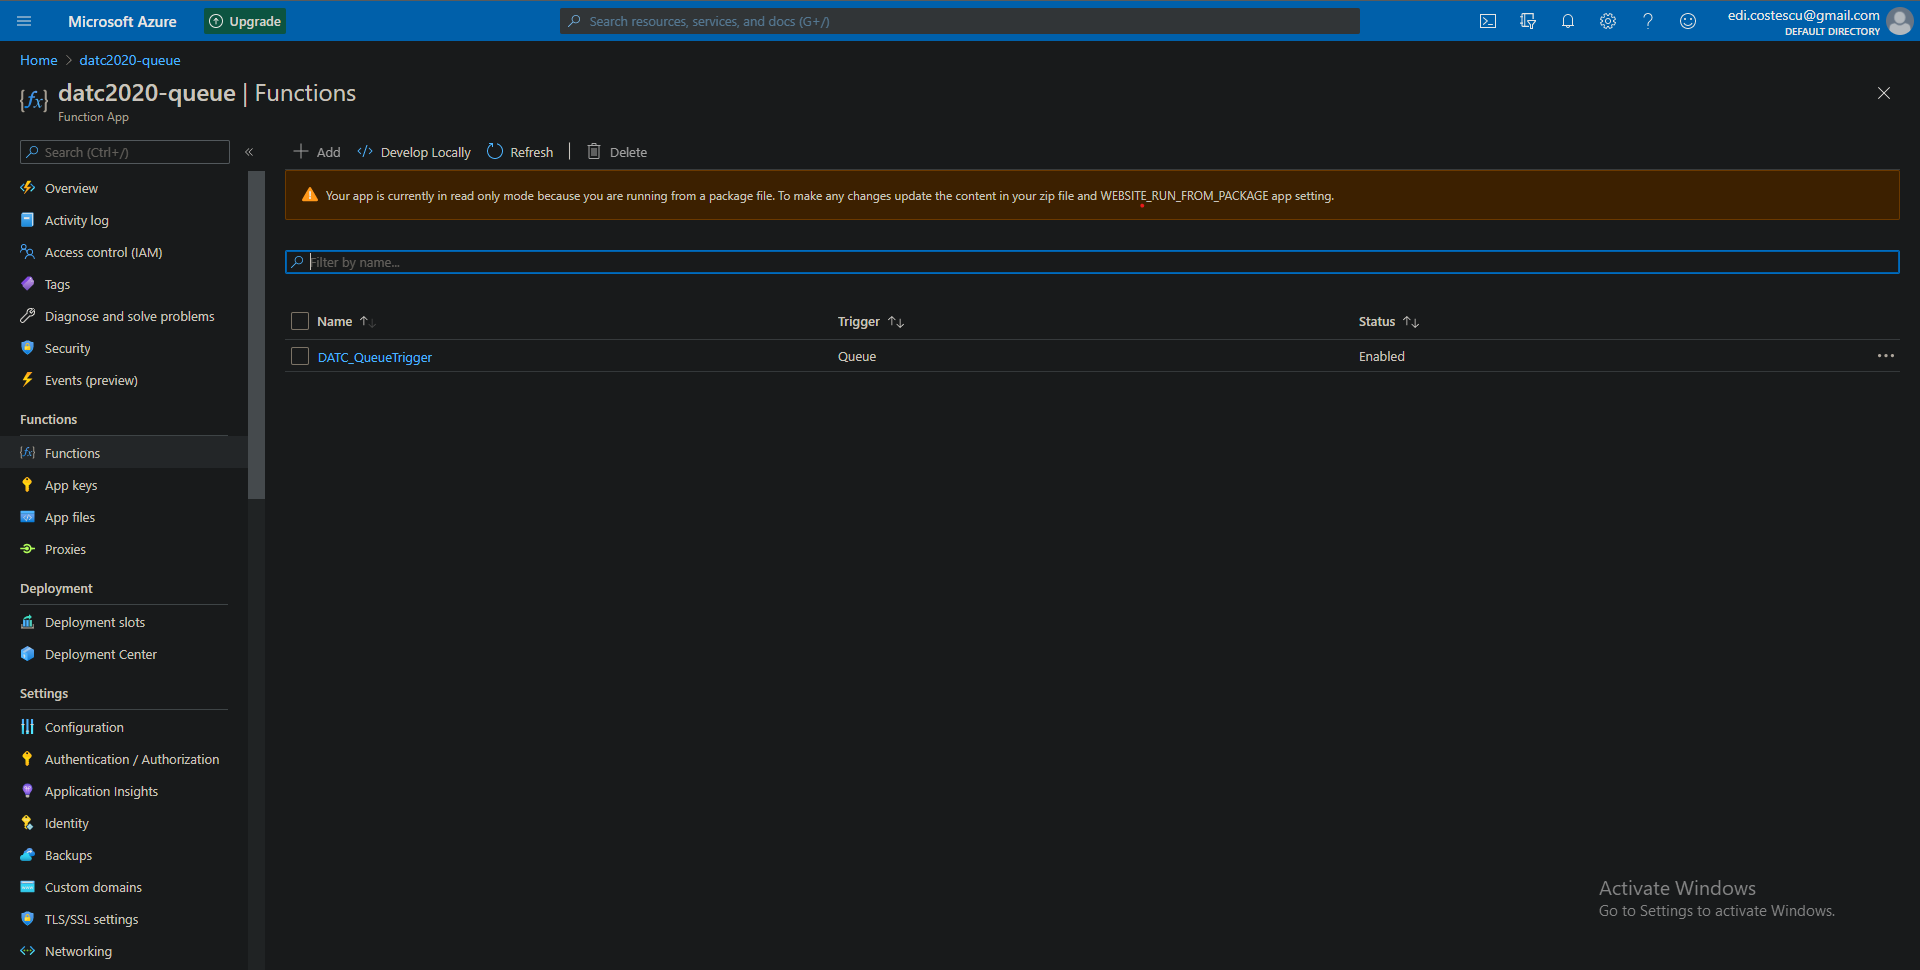 Microsoft Azure
Upgrade
Search resources, services, and docs (G+/)
edi.costescu@gmail.com
DEFAULT DIRECTORY
Home > datc2020-queue
{fx}
datc2020-queue | Functions
Function App
Search (Ctrl+/)
«
Add
Develop Locally
Refresh
Delete
Your app is currently in read only mode because you are running from a package file. To make any changes update the content in your zip file and WEBSITE_RUN_FROM_PACKAGE app setting.
Filter by name...
Name ↑↓ Trigger ↑↓ Status ↑↓
DATC_QueueTrigger Queue Enabled ...
Overview
Activity log
Access control (IAM)
Tags
Diagnose and solve problems
Security
Events (preview)
Functions
Functions
App keys
App files
Proxies
Deployment
Deployment slots
Deployment Center
Settings
Configuration
Authentication / Authorization
Application Insights
Identity
Backups
Custom domains
TLS/SSL settings
Networking
Activate Windows
Go to Settings to activate Windows.